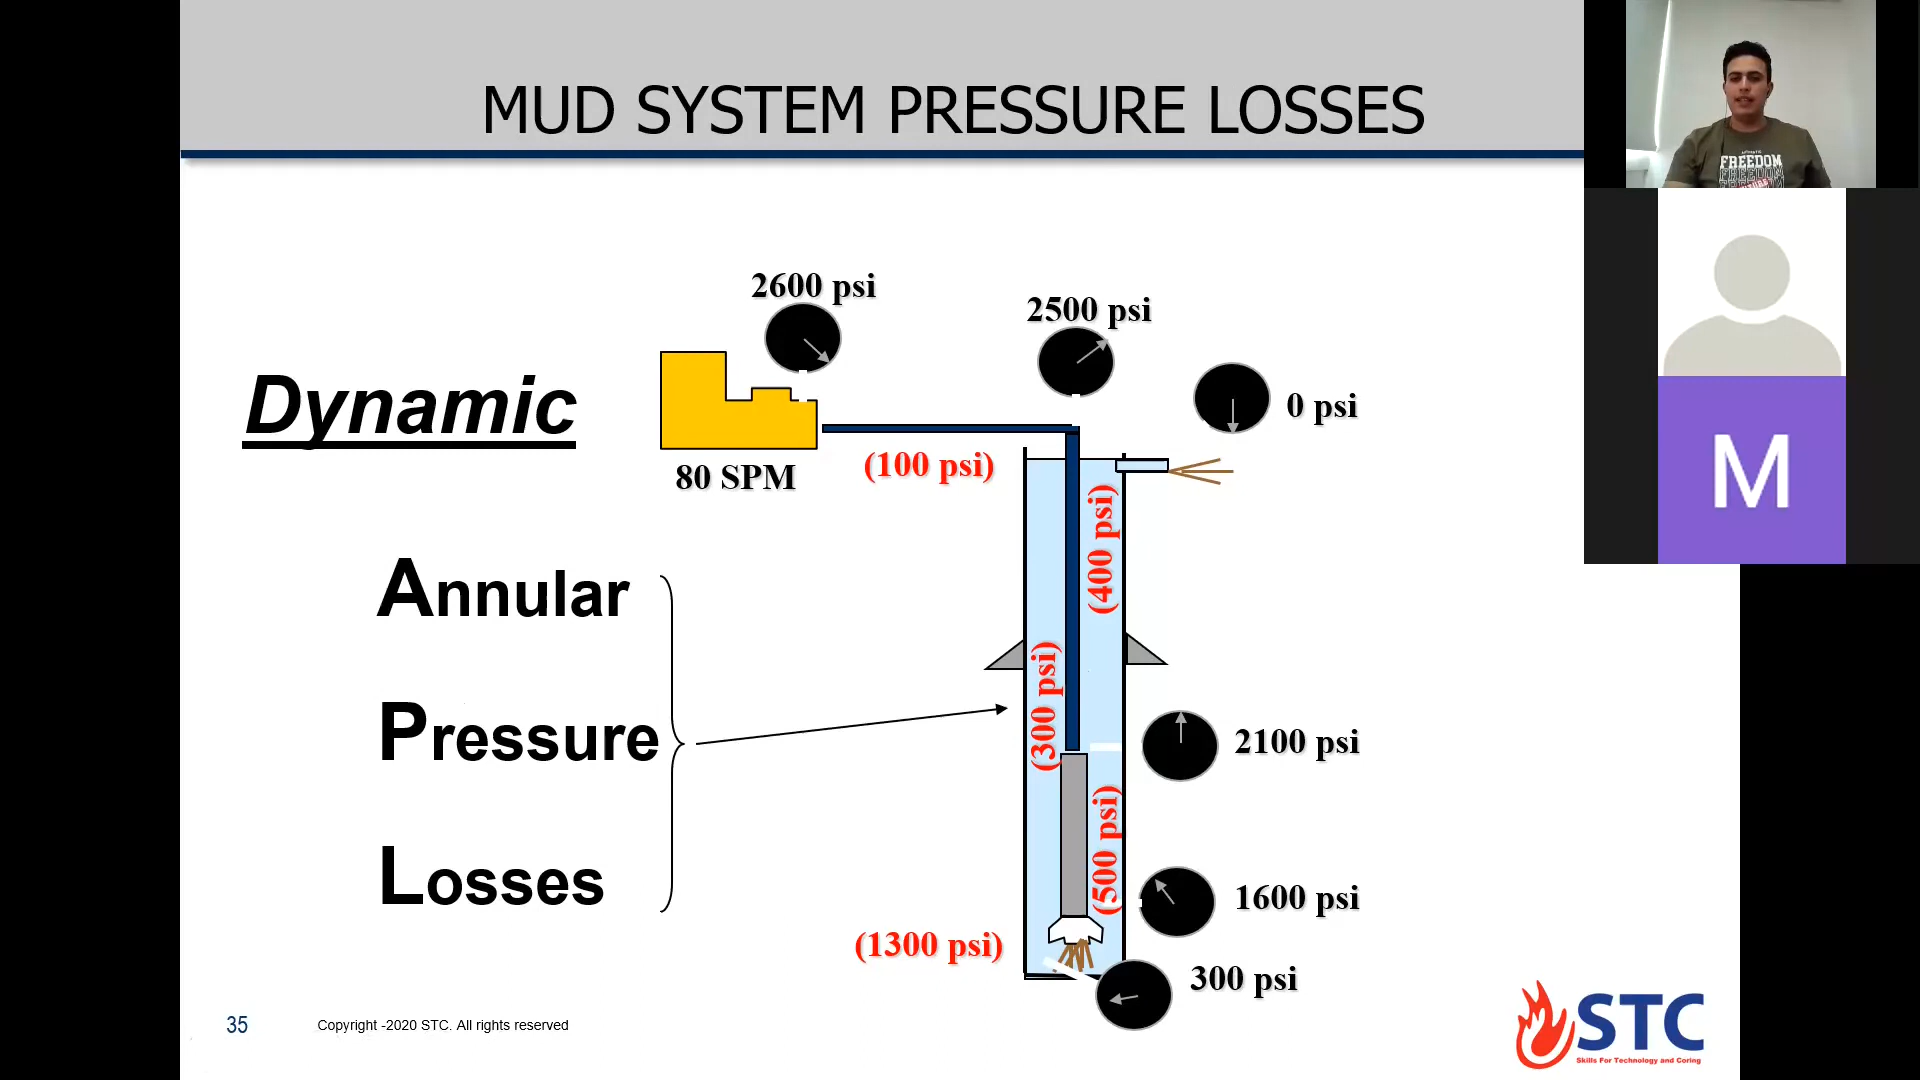 MUD SYSTEM PRESSURE LOSSES
2600 psi
2500 psi
0 psi
Dynamic
80 SPM
(100 psi)
(400 psi)
Annular
Pressure
Losses
(300 psi)
2100 psi
(500 psi)
1600 psi
(1300 psi)
300 psi
35
Copyright -2020 STC. All rights reserved
STC
Skills For Technology and Coring
FREEDOM
FREEDOM
M